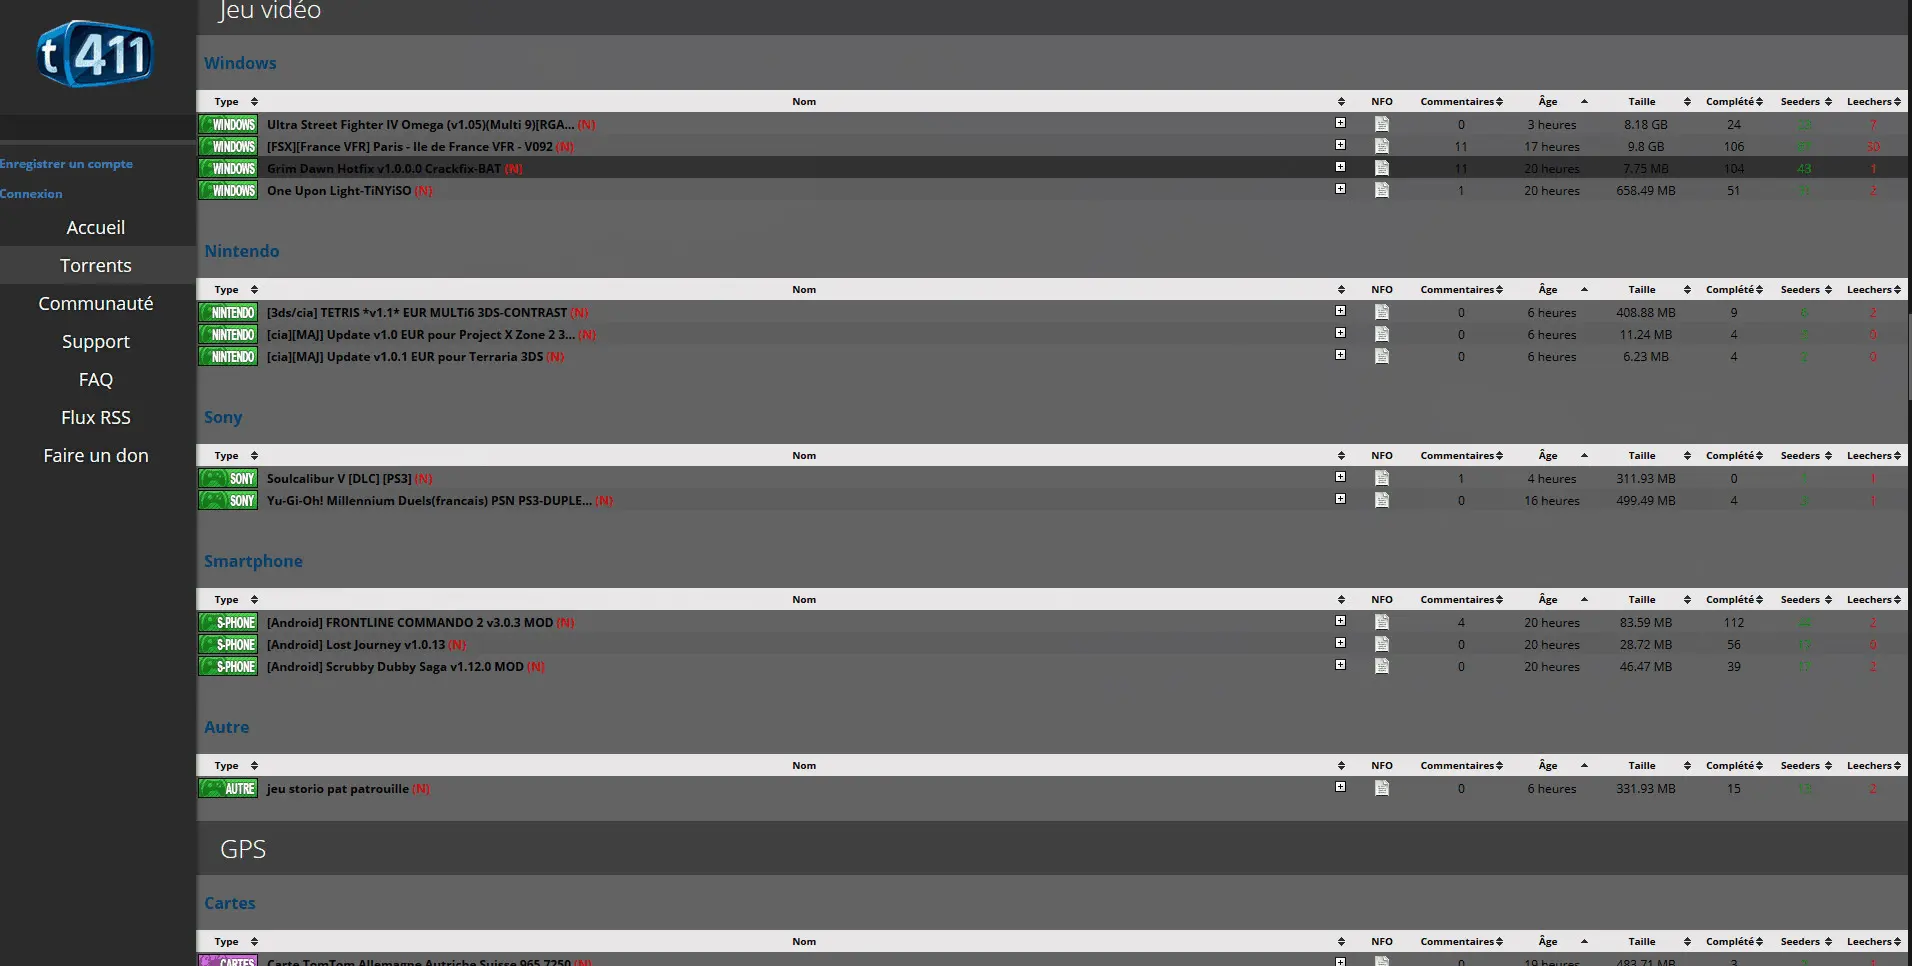 t411
Enregistrer un compte
Connexion
Accueil
Torrents
Communauté
Support
FAQ
Flux RSS
Faire un don
Jeu vidéo
Windows
Type Nom NFO Commentaires Âge Taille Complété Seeders Leechers
WINDOWS Ultra Street Fighter IV Omega (v1.05)(Multi 9)[RGA... (N) 0 3 heures 8.18 GB 24 7
WINDOWS [FSX][France VFR] Paris - Ile de France VFR - V092 (N) 11 17 heures 9.8 GB 106 30
WINDOWS Grim Dawn Hotfix v1.0.0.0 Crackfix-BAT (N) 11 20 heures 7.75 MB 104 43 1
WINDOWS One Upon Light-TiNYiSO (N) 1 20 heures 658.49 MB 51 2
Nintendo
Type Nom NFO Commentaires Âge Taille Complété Seeders Leechers
NINTENDO [3ds/cia] TETRIS *v1.1* EUR MULTi6 3DS-CONTRAST (N) 0 6 heures 408.88 MB 9 2
NINTENDO [cia][MAJ] Update v1.0 EUR pour Project X Zone 2 3... (N) 0 6 heures 11.24 MB 4 0
NINTENDO [cia][MAJ] Update v1.0.1 EUR pour Terraria 3DS (N) 0 6 heures 6.23 MB 4 0
Sony
Type Nom NFO Commentaires Âge Taille Complété Seeders Leechers
SONY Soulcalibur V [DLC] [PS3] (N) 1 4 heures 311.93 MB 0 1
SONY Yu-Gi-Oh! Millennium Duels(francais) PSN PS3-DUPLE... (N) 0 16 heures 499.49 MB 4 1
Smartphone
Type Nom NFO Commentaires Âge Taille Complété Seeders Leechers
S-PHONE [Android] FRONTLINE COMMANDO 2 v3.0.3 MOD (N) 4 20 heures 83.59 MB 112 2
S-PHONE [Android] Lost Journey v1.0.13 (N) 0 20 heures 28.72 MB 56
S-PHONE [Android] Scrubby Dubby Saga v1.12.0 MOD (N) 0 20 heures 46.47 MB 39 2
Autre
Type Nom NFO Commentaires Âge Taille Complété Seeders Leechers
AUTRE jeu storio pat patrouille (N) 0 6 heures 331.93 MB 15 2
GPS
Cartes
Type Nom NFO Commentaires Âge Taille Complété Seeders Leechers
CARTES Carte TomTom Allemagne Autriche Suisse 965.7250 (N) 0 19 heures 483.71 MB 3 1